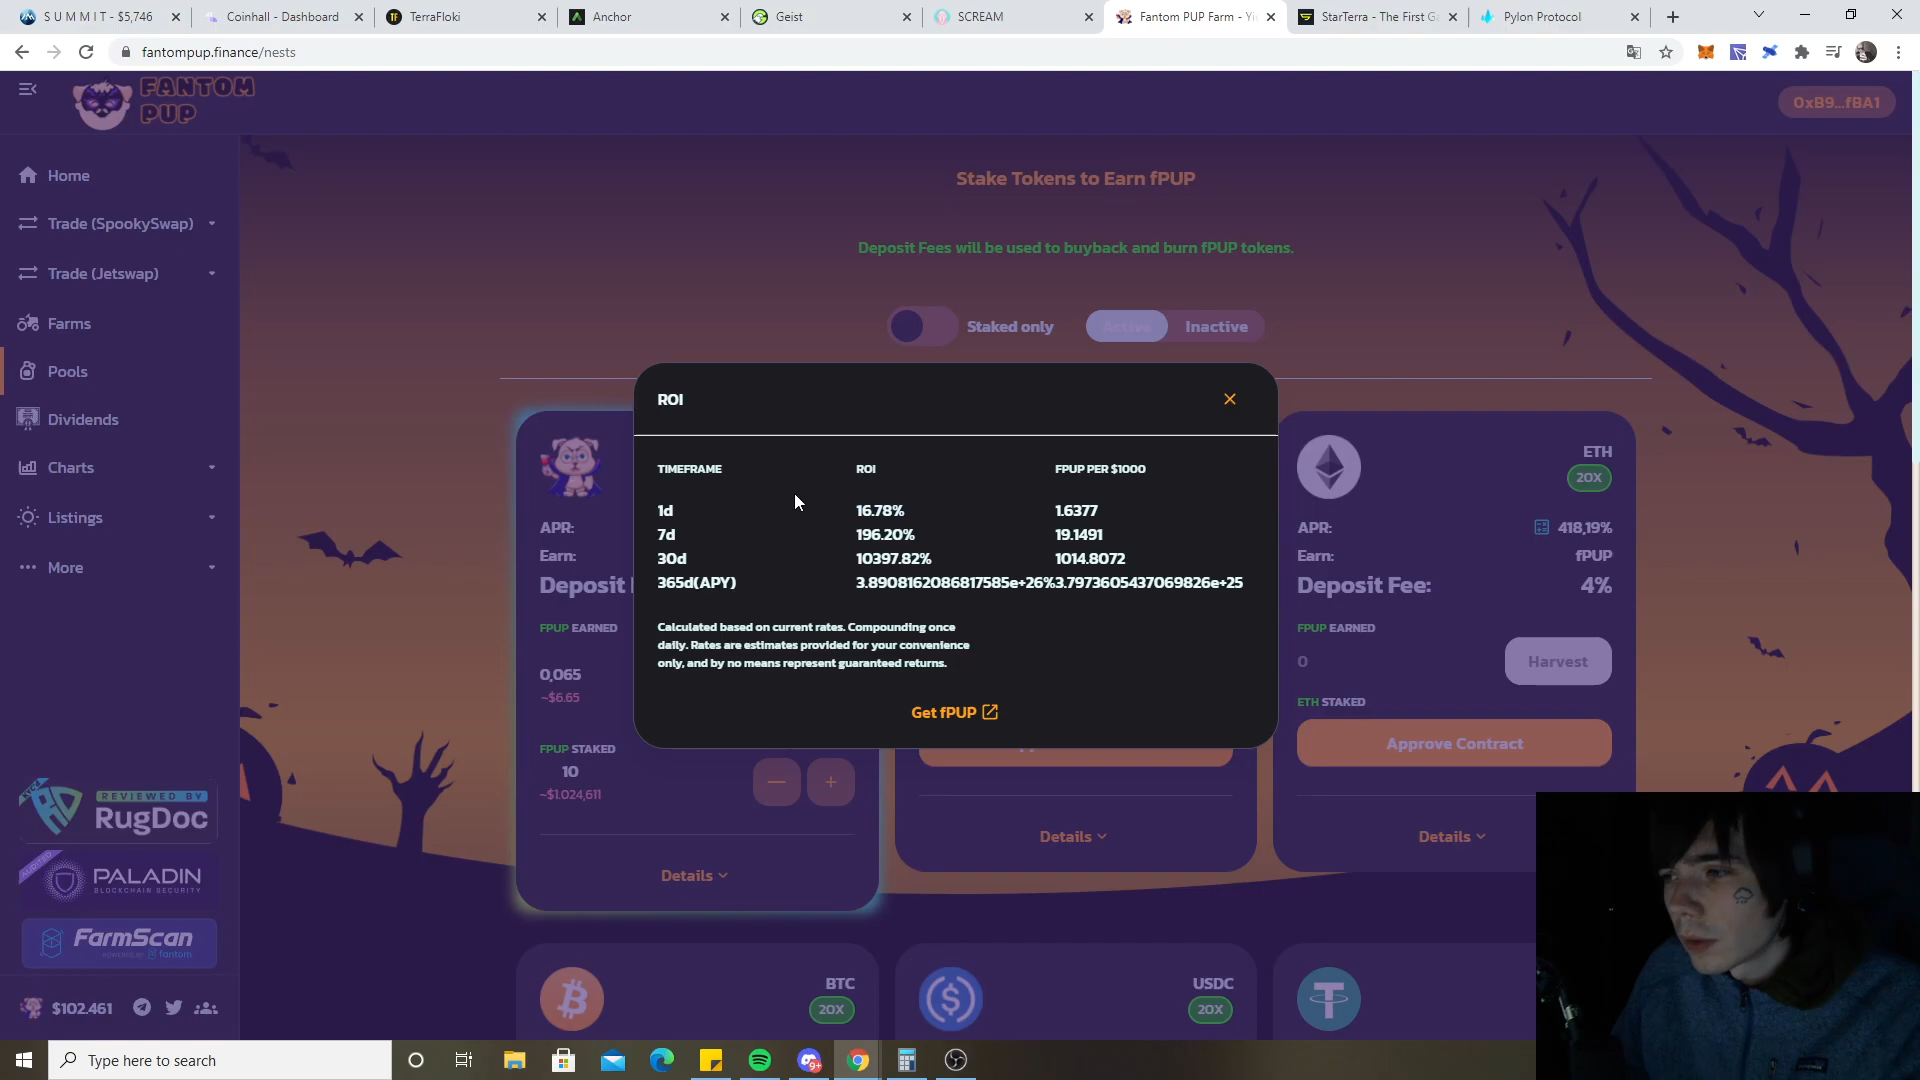 S U M M I T - $5,746
Coinhall - Dashboard
TerraFloki
Anchor
Geist
SCREAM
Fantom PUP Farm - Yi
StarTerra - The First Ga
Pylon Protocol
fantompup.finance/nests
FANTOM
PUP
0xB9...fBA1
Home
Trade (SpookySwap)
Trade (Jetswap)
Farms
Pools
Dividends
Charts
Listings
More
Stake Tokens to Earn fPUP
Deposit Fees will be used to buyback and burn fPUP tokens.
Staked only
Active
Inactive
ROI
TIMEFRAME ROI FPUP PER $1000
1d 16.78% 1.6377
7d 196.20% 19.1491
30d 10397.82% 1014.8072
365d(APY) 3.8908162086817585e+26%3.7973605437069826e+25
Calculated based on current rates. Compounding once
daily. Rates are estimates provided for your convenience
only, and by no means represent guaranteed returns.
Get fPUP
APR:
Earn:
Deposit
FPUP EARNED
0,065
~$6.65
FPUP STAKED
10
~$1.024,611
Details
Details
ETH
20X
APR: 418,19%
Earn: fPUP
Deposit Fee: 4%
FPUP EARNED
0
Harvest
ETH STAKED
Approve Contract
Details
BTC
20X
USDC
20X
KYC
REVIEWED BY
RugDoc
AUDITED
PALADIN
BLOCKCHAIN SECURITY
FarmScan
POWERED BY fantom
$102.461
Type here to search
9+